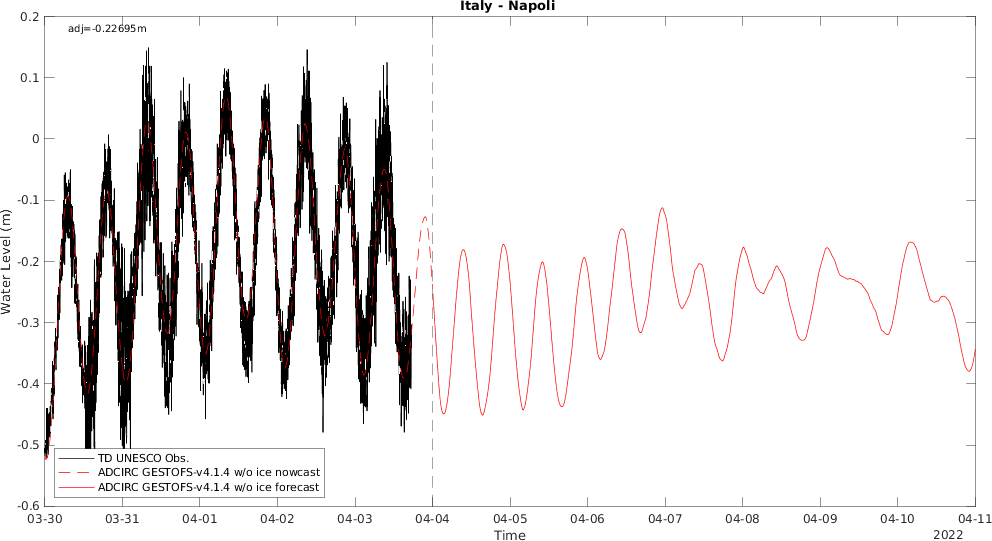 Italy - Napoli
adj=-0.22695m
0.2
0.1
0
-0.1
-0.2
-0.3
-0.4
-0.5
-0.6
Water Level (m)
TD UNESCO Obs.
ADCIRC GESTOFS-v4.1.4 w/o ice nowcast
ADCIRC GESTOFS-v4.1.4 w/o ice forecast
03-30 03-31 04-01 04-02 04-03 04-04 04-05 04-06 04-07 04-08 04-09 04-10 04-11
Time
2022